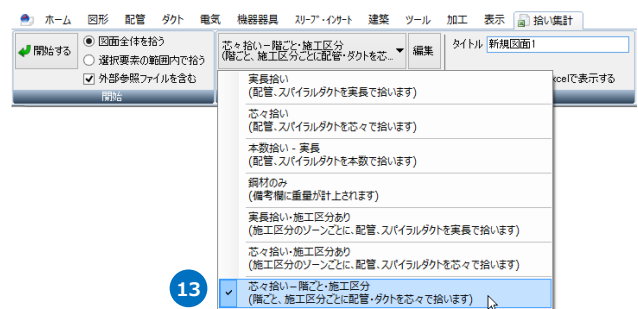 ホーム 図形 配管 ダクト 電気 機器器具 スリーブ・インサート 建築 ツール 加工 表示 拾い集計
開始する
図面全体を拾う
選択要素の範囲内で拾う
外部参照ファイルを含む
開始
芯々拾い－階ごと・施工区分
(階ごと、施工区分ごとに配管・ダクトを芯...
編集
タイトル 新規図面1
xcelで表示する
実長拾い
(配管、スパイラルダクトを実長で拾います)
芯々拾い
(配管、スパイラルダクトを芯々で拾います)
本数拾い - 実長
(配管、スパイラルダクトを本数で拾います)
鋼材のみ
(備考欄に重量が計上されます)
実長拾い・施工区分あり
(施工区分のゾーンごとに、配管、スパイラルダクトを実長で拾います)
芯々拾い・施工区分あり
(施工区分のゾーンごとに、配管、スパイラルダクトを芯々で拾います)
13
芯々拾い－階ごと・施工区分
(階ごと、施工区分ごとに配管・ダクトを芯々で拾います)